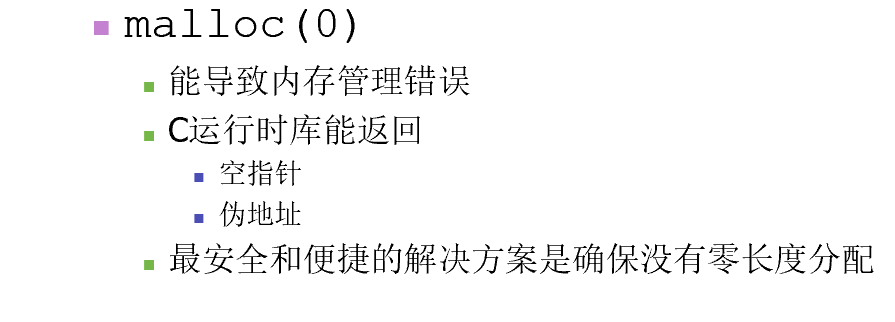 malloc(0)
能导致内存管理错误
C运行时库能返回
空指针
伪地址
最安全和便捷的解决方案是确保没有零长度分配